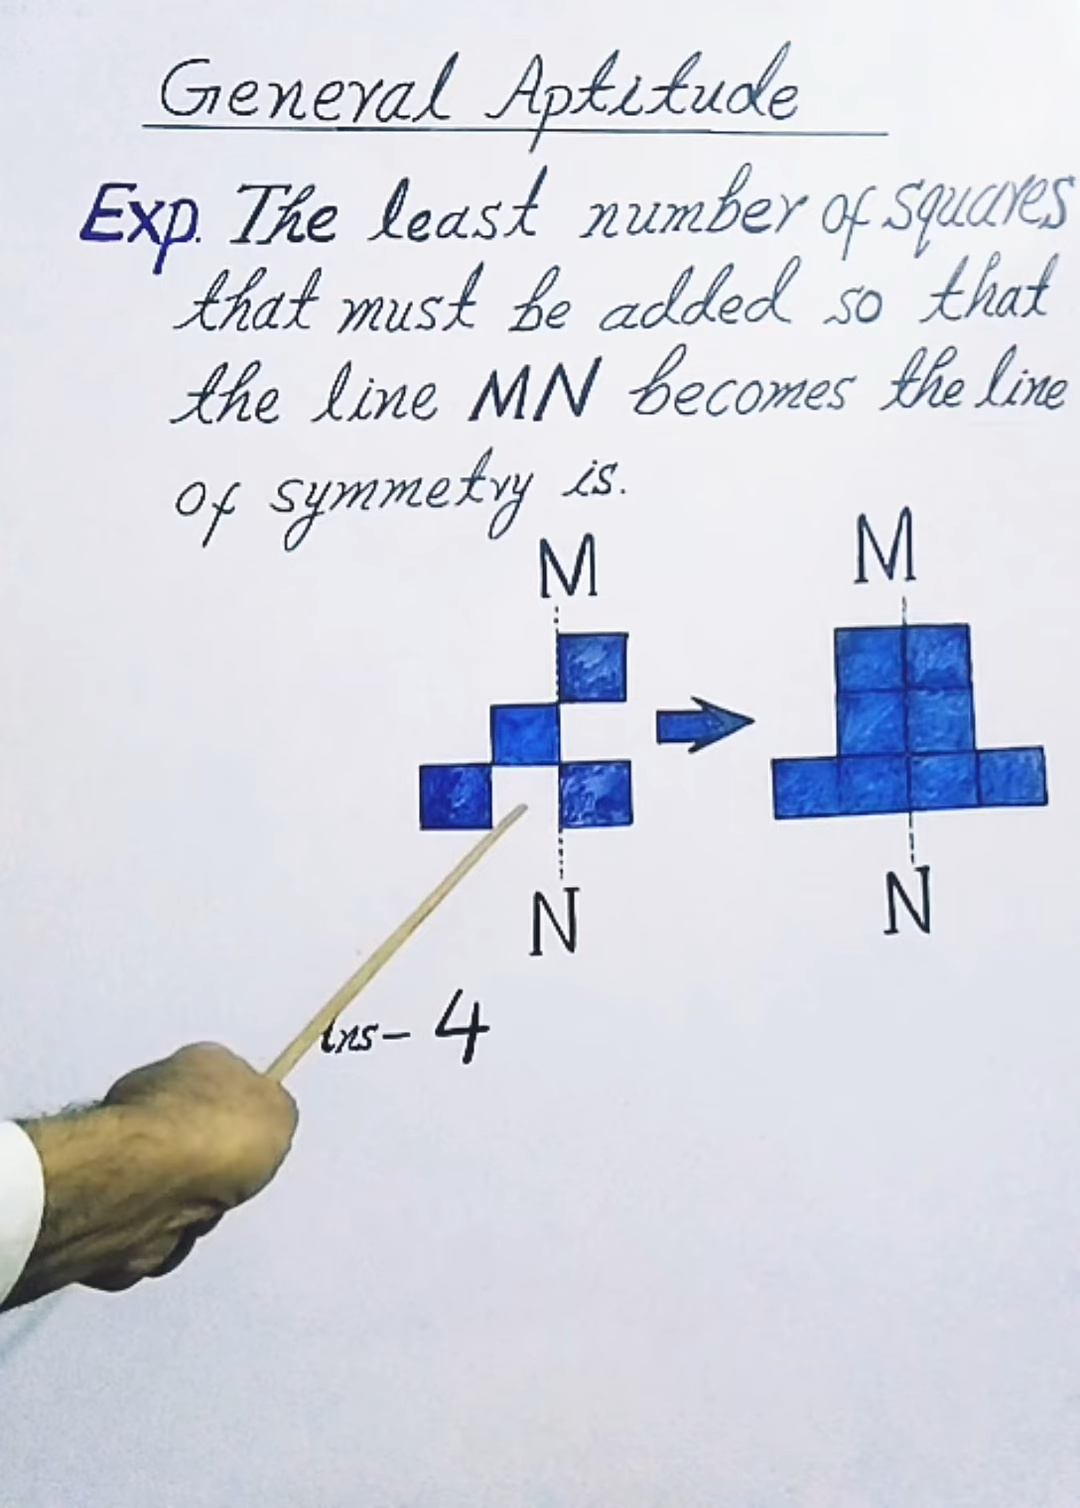 General Aptitude
Exp. The least number of squares
that must be added so that
the line MN becomes the line
of symmetry is.
M
M
N
N
4